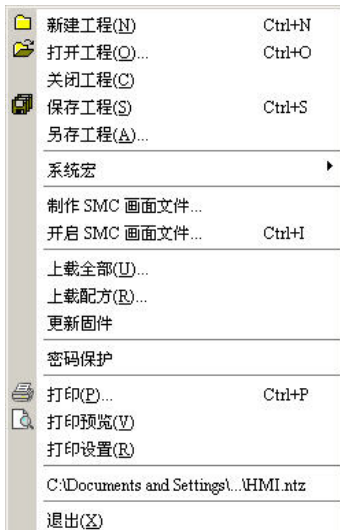 新建工程(N) Ctrl+N
打开工程(O)... Ctrl+O
关闭工程(C)
保存工程(S) Ctrl+S
另存工程(A)...
系统宏
制作 SMC 画面文件...
开启 SMC 画面文件... Ctrl+I
上载全部(U)...
上载配方(R)...
更新固件
密码保护
打印(P)... Ctrl+P
打印预览(V)
打印设置(R)
C:\Documents and Settings\...\HMI.ntz
退出(X)